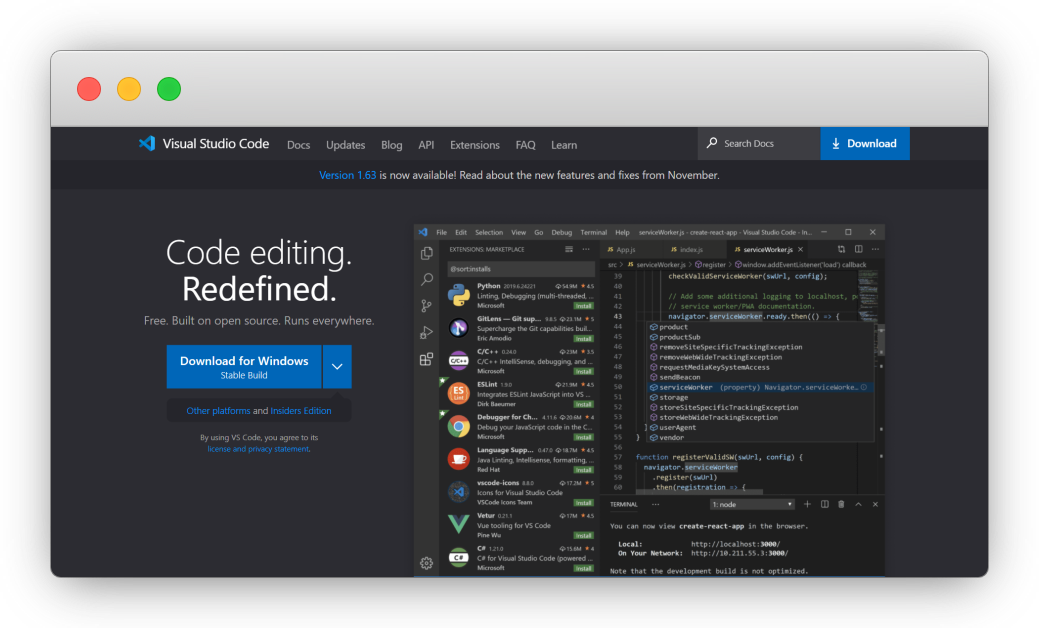 Visual Studio Code Docs Updates Blog API Extensions FAQ Learn Search Docs Download
Version 1.63 is now available! Read about the new features and fixes from November.
Code editing.
Redefined.
Free. Built on open source. Runs everywhere.
Download for Windows
Stable Build
Other platforms and Insiders Edition
By using VS Code, you agree to its
license and privacy statement.
File Edit Selection View Go Debug Terminal Help serviceWorker.js - create-react-app - Visual Studio Code - In...
EXTENSIONS: MARKETPLACE
@sort:installs
Python 2019.6.24221 54.9M 4.5
Linting, Debugging (multi-threaded, ...
Microsoft Install
GitLens — Git sup... 9.8.5 23.1M 5
Supercharge the Git capabilities buil...
Eric Amodio Install
C/C++ 0.24.0 23M 3.5
C/C++ IntelliSense, debugging, and ...
Microsoft Install
ESLint 1.9.0 21.9M 4.5
Integrates ESLint JavaScript into VS ...
Dirk Baeumer Install
Debugger for Ch... 4.11.6 20.6M 4
Debug your JavaScript code in the C...
Microsoft Install
Language Supp... 0.47.0 18.7M 4.5
Java Linting, Intellisense, formatting, ...
Red Hat Install
vscode-icons 8.8.0 17.2M 5
Icons for Visual Studio Code
VSCode Icons Team Install
Vetur 0.21.1 17M 4.5
Vue tooling for VS Code
Pine Wu Install
C# 1.21.0 15.6M 4
C# for Visual Studio Code (powered ...
Microsoft Install
C/C++
ES
Lint
C#
JS App.js JS index.js JS serviceWorker.js
src > JS serviceWorker.js > register > window.addEventListener('load') callback
39 checkValidServiceWorker(swUrl, config);
40
41 // Add some additional logging to localhost, p
42 // service worker/PWA documentation.
43 navigator.serviceWorker.ready.then(() => {
44 product
45 productSub
46 removeSiteSpecificTrackingException
47 removeWebWideTrackingException
48 requestMediaKeySystemAccess
49 sendBeacon
50 serviceWorker (property) Navigator.serviceWorke...
51 storage
52 storeSiteSpecificTrackingException
53 storeWebWideTrackingException
54 } userAgent
55 } vendor
56
57 function registerValidSW(swUrl, config) {
58 navigator.serviceWorker
59 .register(swUrl)
60 .then(registration => {
TERMINAL ... 1: node
You can now view create-react-app in the browser.
Local: http://localhost:3000/
On Your Network: http://10.211.55.3:3000/
Note that the development build is not optimized.